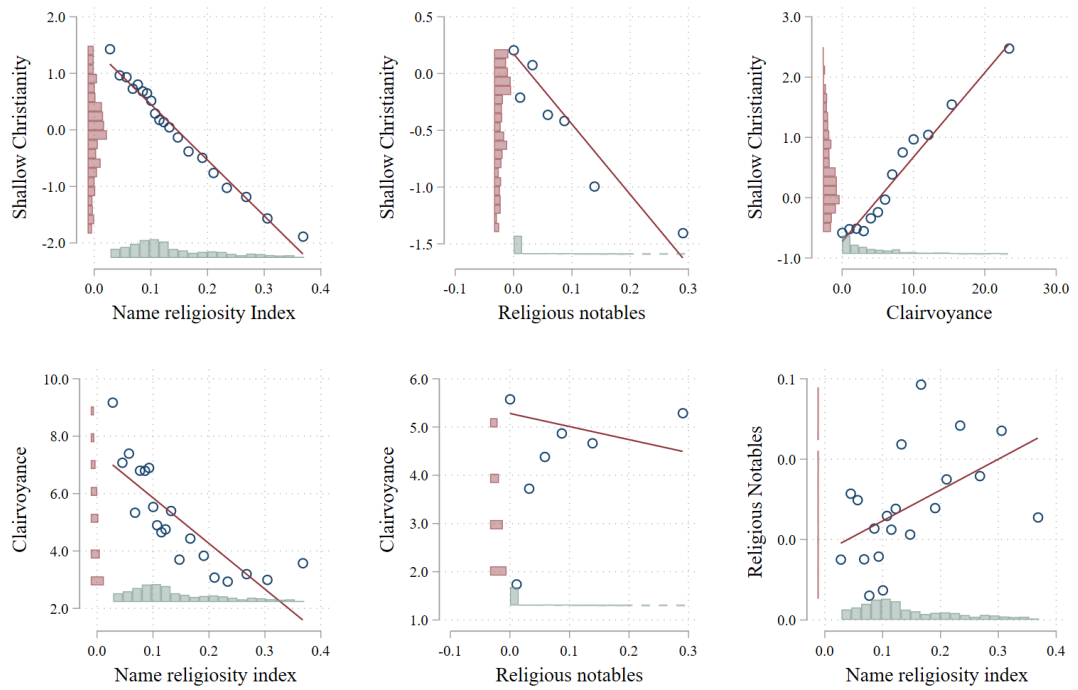 2.0
1.0
0.0
-1.0
-2.0
Shallow Christianity
0.0 0.1 0.2 0.3 0.4
Name religiosity Index
0.5
0.0
-0.5
-1.0
-1.5
Shallow Christianity
-0.1 0.0 0.1 0.2 0.3
Religious notables
3.0
2.0
1.0
0.0
-1.0
Shallow Christianity
0.0 10.0 20.0 30.0
Clairvoyance
10.0
8.0
6.0
4.0
2.0
Clairvoyance
0.0 0.1 0.2 0.3 0.4
Name religiosity index
6.0
5.0
4.0
3.0
2.0
1.0
Clairvoyance
-0.1 0.0 0.1 0.2 0.3
Religious notables
0.1
0.0
0.0
0.0
Religious Notables
0.0 0.1 0.2 0.3 0.4
Name religiosity index